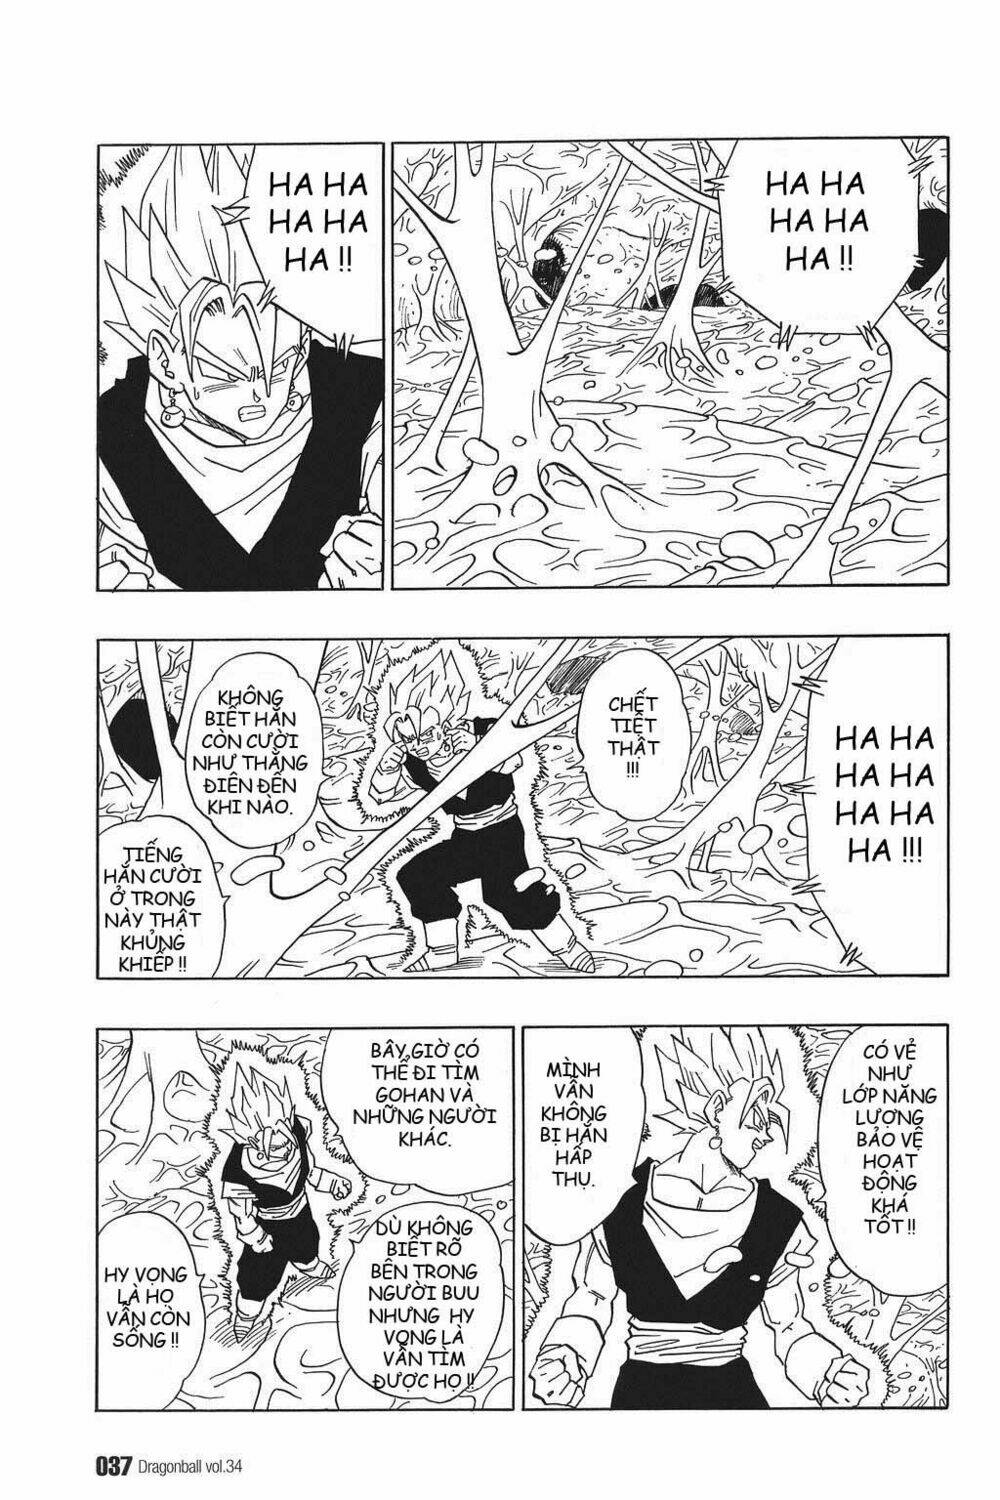 HA HA
HA HA
HA !!
HA HA
HA HA
HA !!
HA HA
HA HA
HA HA
HA !!!
CHẾT
TIỆT
THẬT
!!!
KHÔNG
BIẾT HẮN
CÒN CƯỜI
NHƯ THẰNG
ĐIÊN ĐẾN
KHI NÀO.
TIẾNG
HẮN CƯỜI
Ở TRONG
NÀY THẬT
KHỦNG
KHIẾP !!
CÓ VẺ
NHƯ
LỚP NĂNG
LƯỢNG
BẢO VỆ
HOẠT
ĐỘNG
KHÁ
TỐT !!
MÌNH
VẪN
KHÔNG
BỊ HẮN
HẤP
THỤ.
BÂY GIỜ CÓ
THỂ ĐI TÌM
GOHAN VÀ
NHỮNG NGƯỜI
KHÁC.
DÙ KHÔNG
BIẾT RÕ
BÊN TRONG
NGƯỜI BUU
NHƯNG HY
VỌNG LÀ
VẪN TÌM
ĐƯỢC HỌ !!
HY VỌNG
LÀ HỌ
VẪN CÒN
SỐNG !!
037 Dragonball vol.34